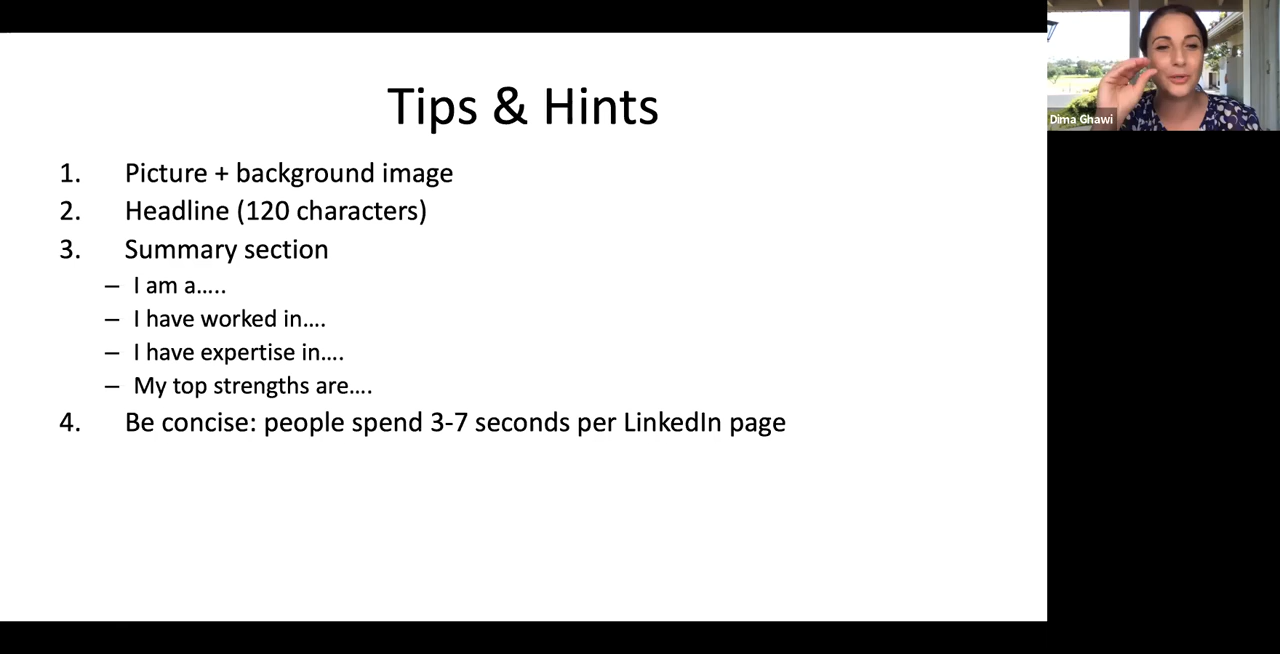 Tips & Hints
1. Picture + background image
2. Headline (120 characters)
3. Summary section
– I am a.....
– I have worked in....
– I have expertise in....
– My top strengths are....
4. Be concise: people spend 3-7 seconds per LinkedIn page
Dima Ghawi